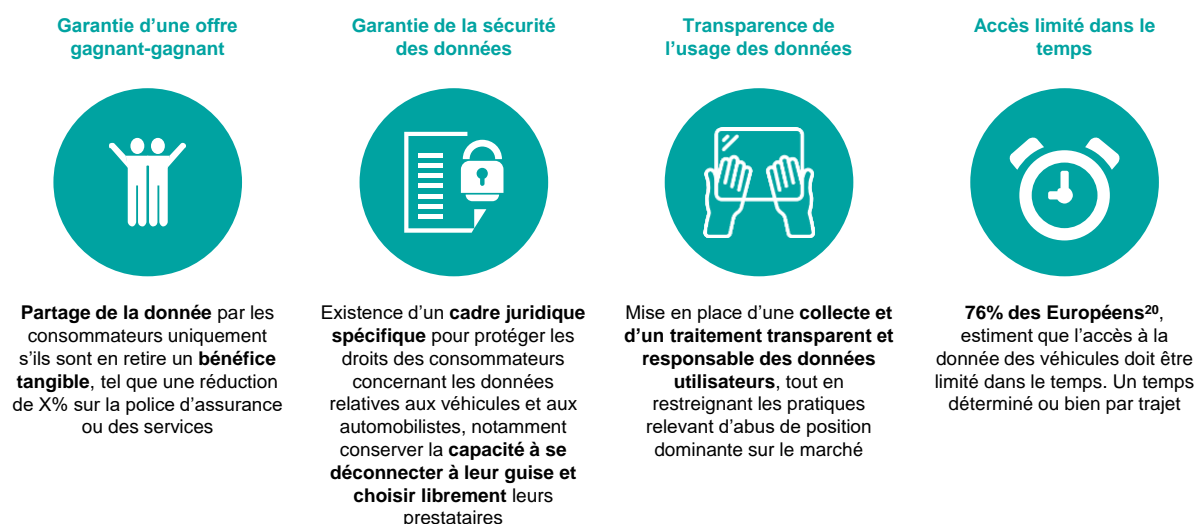 Garantie d’une offre
gagnant-gagnant
Partage de la donnée par les
consommateurs uniquement
s’ils sont en retire un bénéfice
tangible, tel que une réduction
de X% sur la police d’assurance
ou des services
Garantie de la sécurité
des données
Existence d’un cadre juridique
spécifique pour protéger les
droits des consommateurs
concernant les données
relatives aux véhicules et aux
automobilistes, notamment
conserver la capacité à se
déconnecter à leur guise et
choisir librement leurs
prestataires
Transparence de
l’usage des données
Mise en place d’une collecte et
d’un traitement transparent et
responsable des données
utilisateurs, tout en
restreignant les pratiques
relevant d’abus de position
dominante sur le marché
Accès limité dans le
temps
76% des Européens20,
estiment que l’accès à la
donnée des véhicules doit être
limité dans le temps. Un temps
déterminé ou bien par trajet